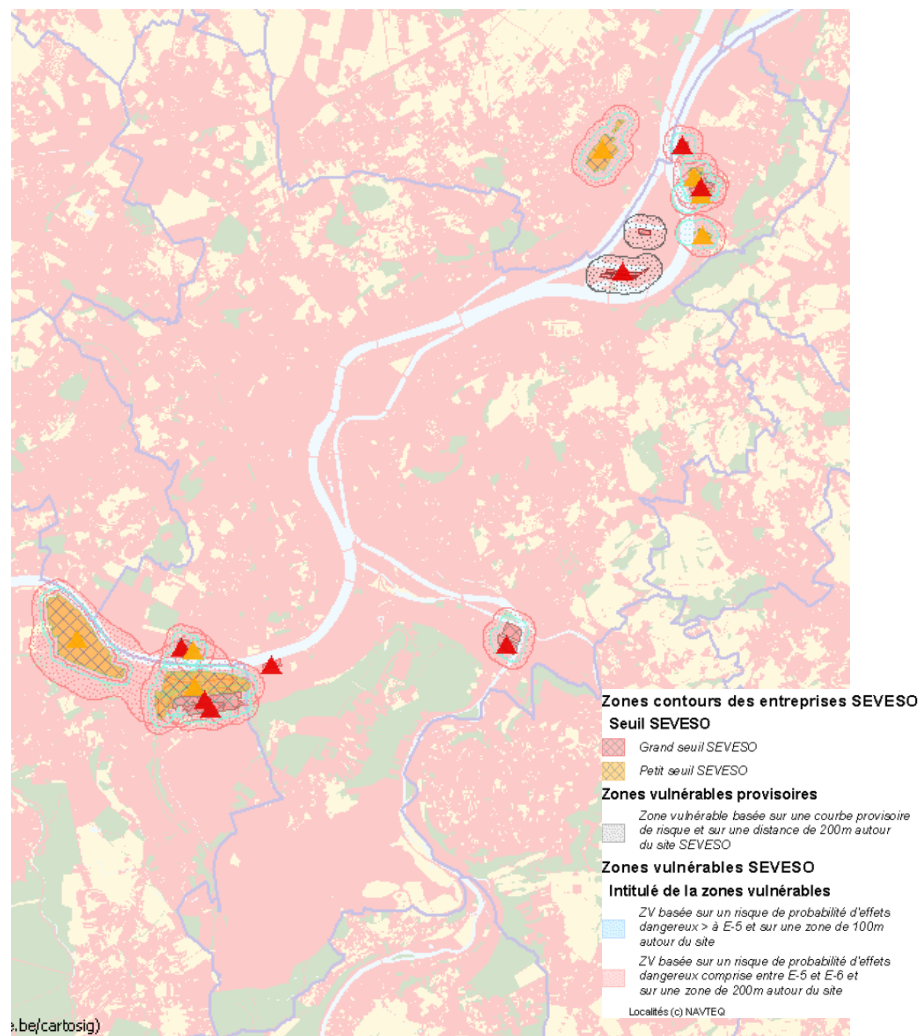 Zones contours des entreprises SEVESO
Seuil SEVESO
Grand seuil SEVESO
Petit seuil SEVESO
Zones vulnérables provisoires
Zone vulnérable basée sur une courbe provisoire
de risque et sur une distance de 200m autour
du site SEVESO
Zones vulnérables SEVESO
Intitulé de la zones vulnérables
ZV basée sur un risque de probabilité d'effets
dangereux > à E-5 et sur une zone de 100m
autour du site
ZV basée sur un risque de probabilité d'effets
dangereux comprise entre E-5 et E-6 et
sur une zone de 200m autour du site
Localités (c) NAVTEQ
e.be/cartosig)